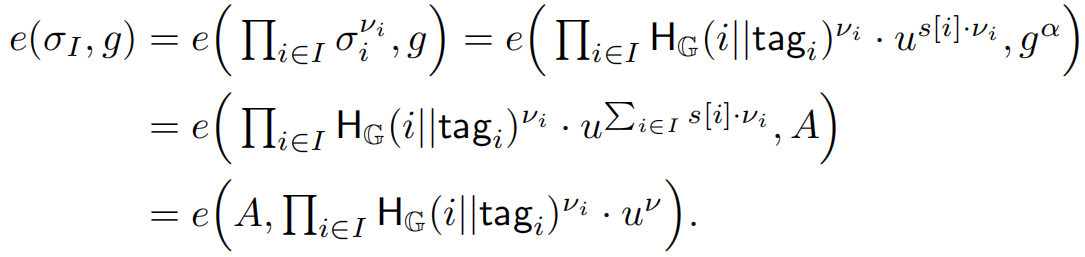 e(σ_I, g) = e(∏_{i∈I} σ_i^{ν_i}, g) = e(∏_{i∈I} H_𝔾(i||tag_i)^{ν_i} · u^{s[i]·ν_i}, g^α)
= e(∏_{i∈I} H_𝔾(i||tag_i)^{ν_i} · u^{∑_{i∈I} s[i]·ν_i}, A)
= e(A, ∏_{i∈I} H_𝔾(i||tag_i)^{ν_i} · u^ν).